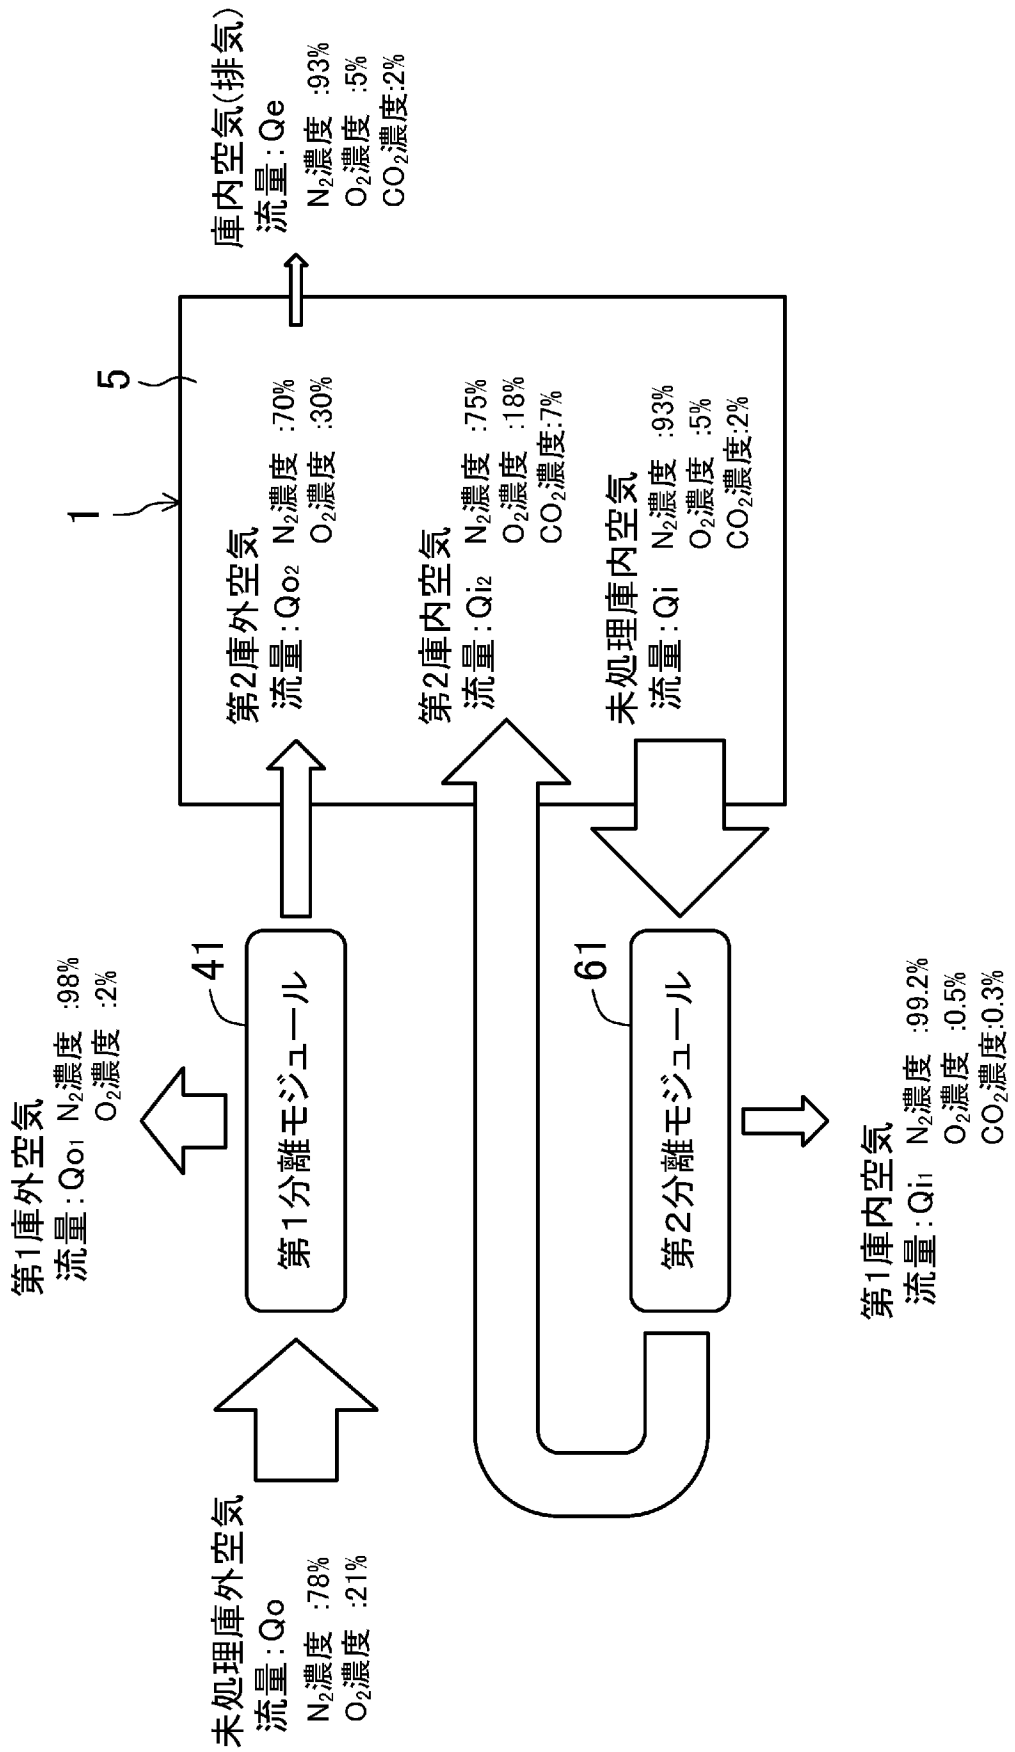 第1庫外空気
流量:Qo₁ N₂濃度 :98%
O₂濃度 :2%
未処理庫外空気
流量:Qo
N₂濃度 :78%
O₂濃度 :21%
第1分離モジュール
41
第2庫外空気
流量:Qo₂ N₂濃度 :70%
O₂濃度 :30%
1
5
庫内空気(排気)
流量:Qe
N₂濃度 :93%
O₂濃度 :5%
CO₂濃度:2%
第2庫内空気
流量:Qi₂ N₂濃度 :75%
O₂濃度 :18%
CO₂濃度:7%
未処理庫内空気
流量:Qi N₂濃度 :93%
O₂濃度 :5%
CO₂濃度:2%
第2分離モジュール
61
第1庫内空気
流量:Qi₁ N₂濃度 :99.2%
O₂濃度 :0.5%
CO₂濃度:0.3%